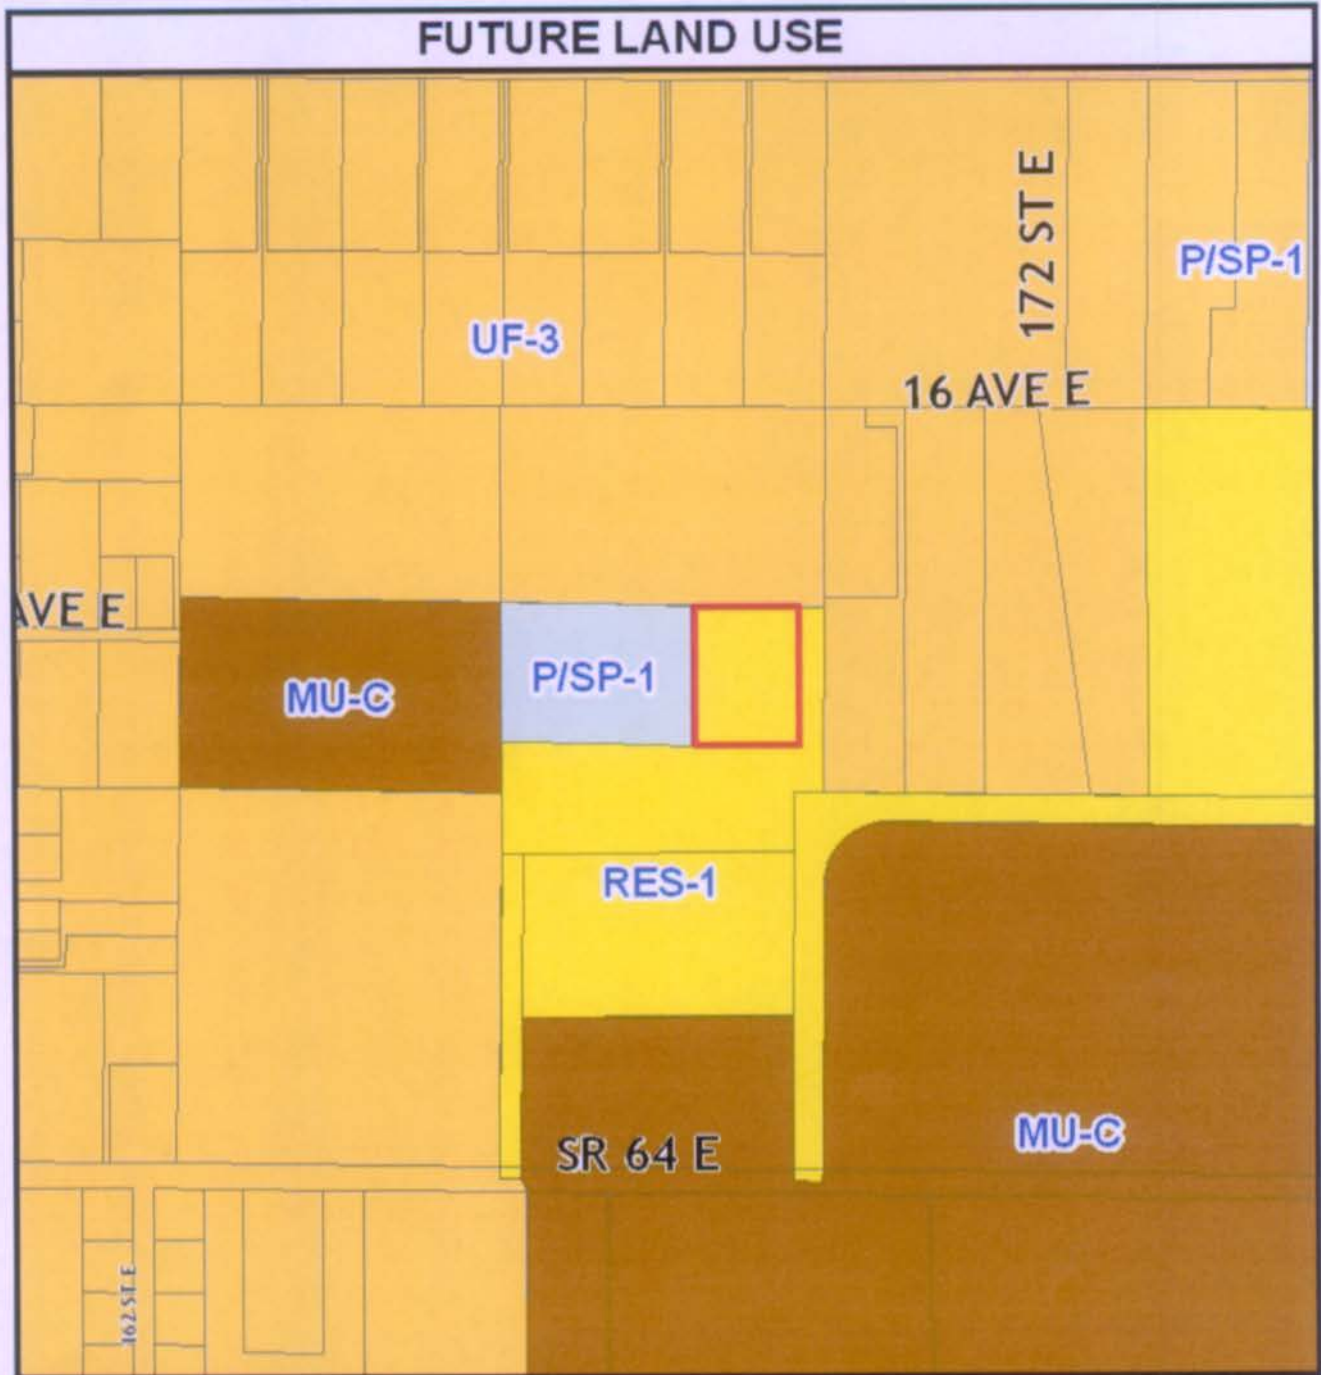 FUTURE LAND USE
172 ST E
P/SP-1
UF-3
16 AVE E
AVE E
MU-C
P/SP-1
RES-1
MU-C
SR 64 E
162 ST E